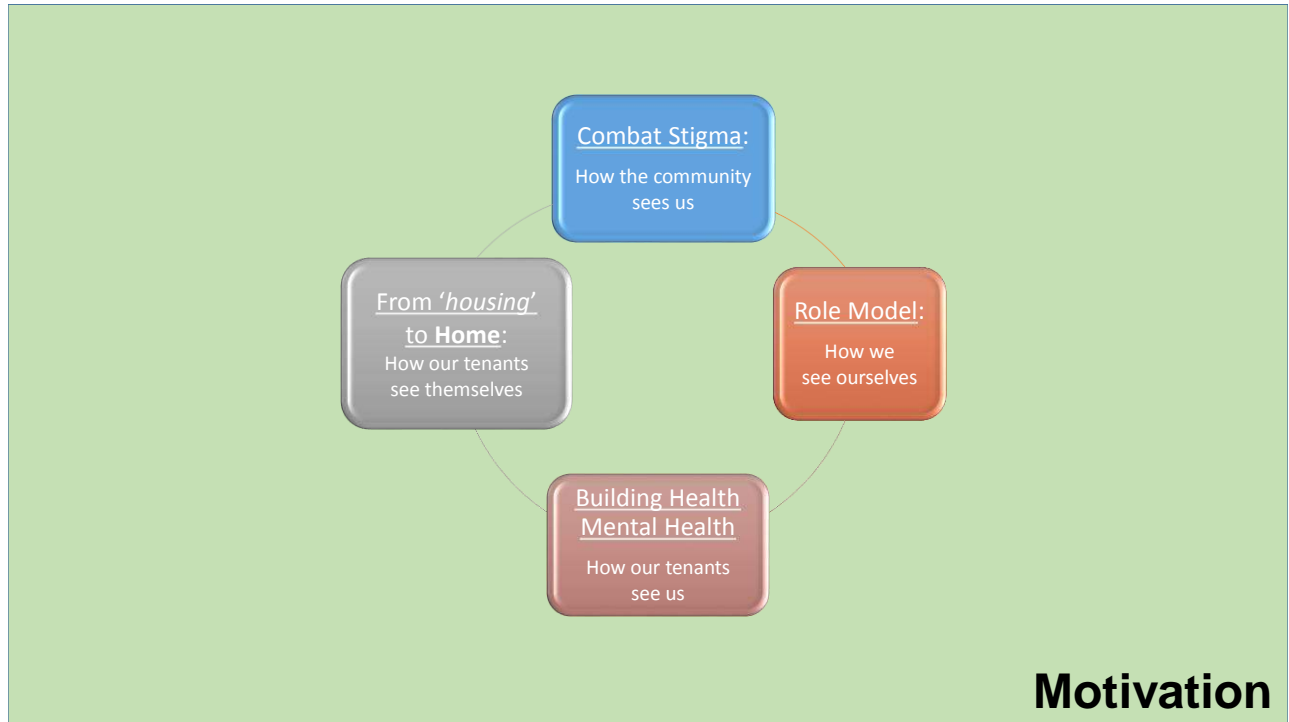 Combat Stigma:
How the community
sees us
From ‘housing’
to Home:
How our tenants
see themselves
Role Model:
How we
see ourselves
Building Health
Mental Health
How our tenants
see us
Motivation